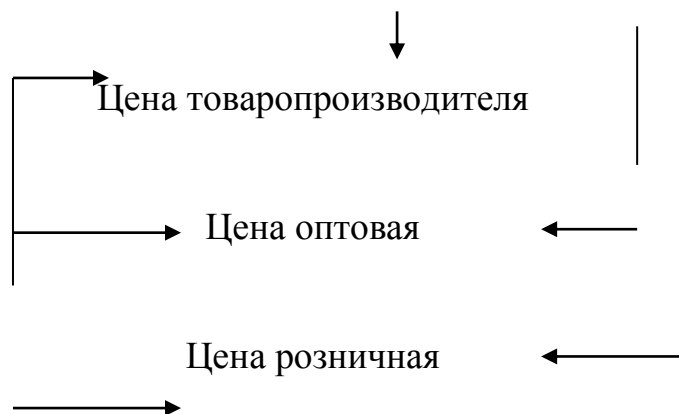 Цена товаропроизводителя
Цена оптовая
Цена розничная